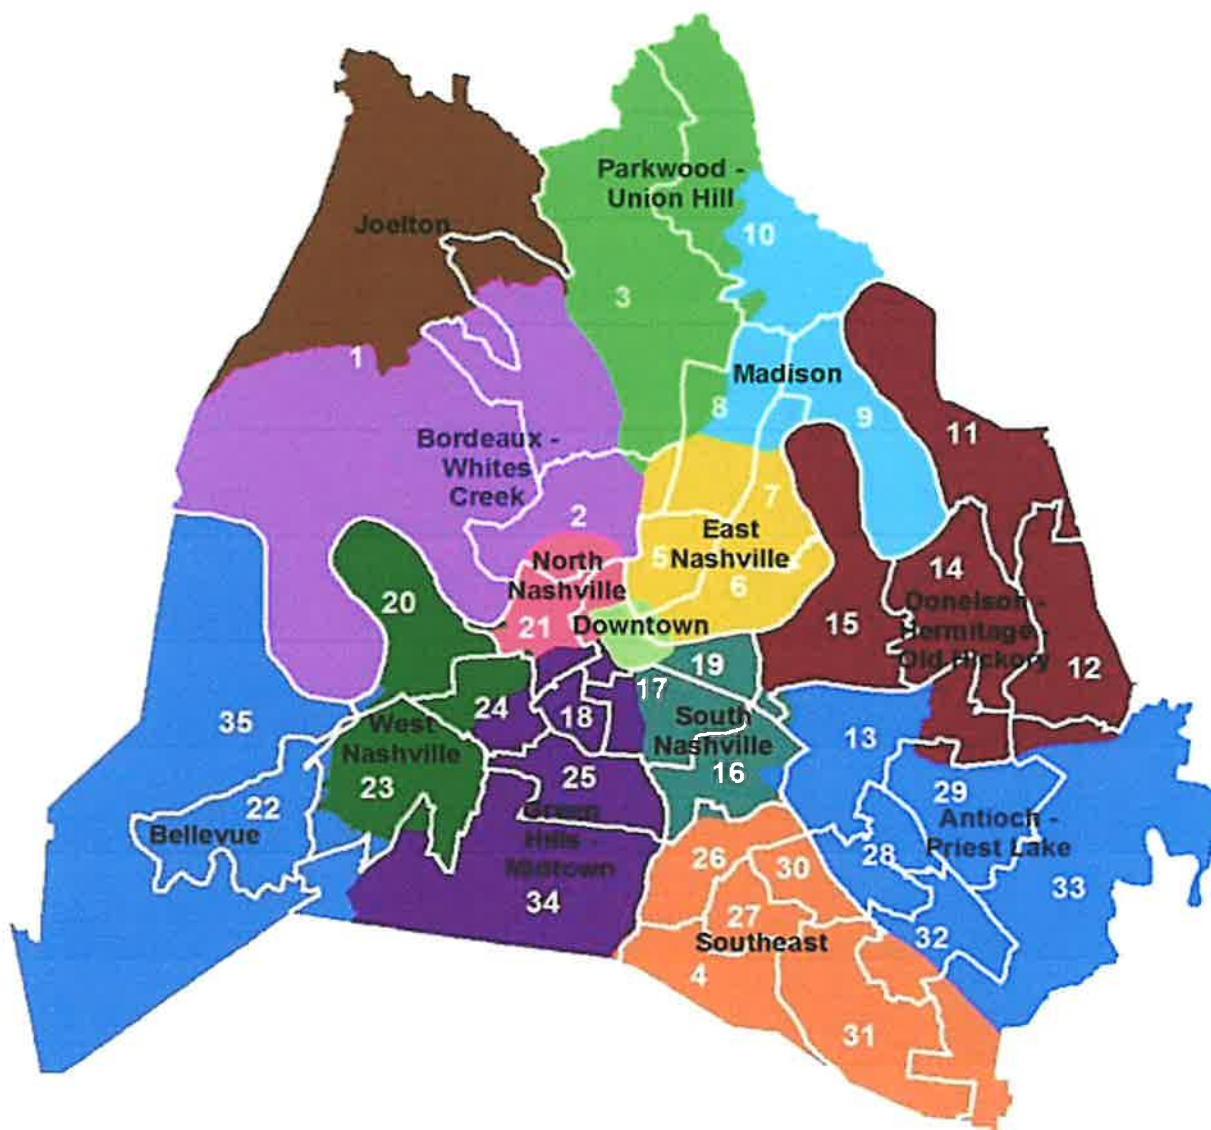 Parkwood -
Union Hill
Joelton
10
3
1
Madison
8
9
11
Bordeaux -
Whites
Creek
7
2
East
Nashville
5
6
North
Nashville
14
20
Donelson -
Hermitage -
Old Hickory
15
21
Downtown
19
12
17
24
18
South
Nashville
13
35
West
Nashville
16
25
23
29
22
Bellevue
Green
Hills -
Midtown
Antioch -
Priest Lake
28
26
30
33
34
27
32
Southeast
4
31